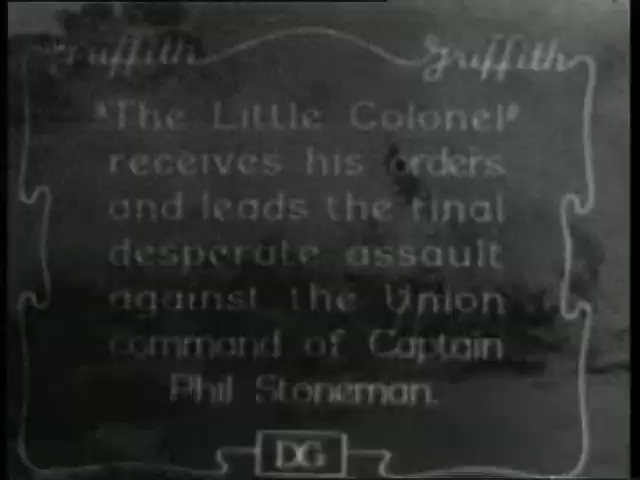 Griffith Griffith
"The Little Colonel"
receives his orders
and leads the final
desperate assault
against the Union
command of Captain
Phil Stoneman.
DG